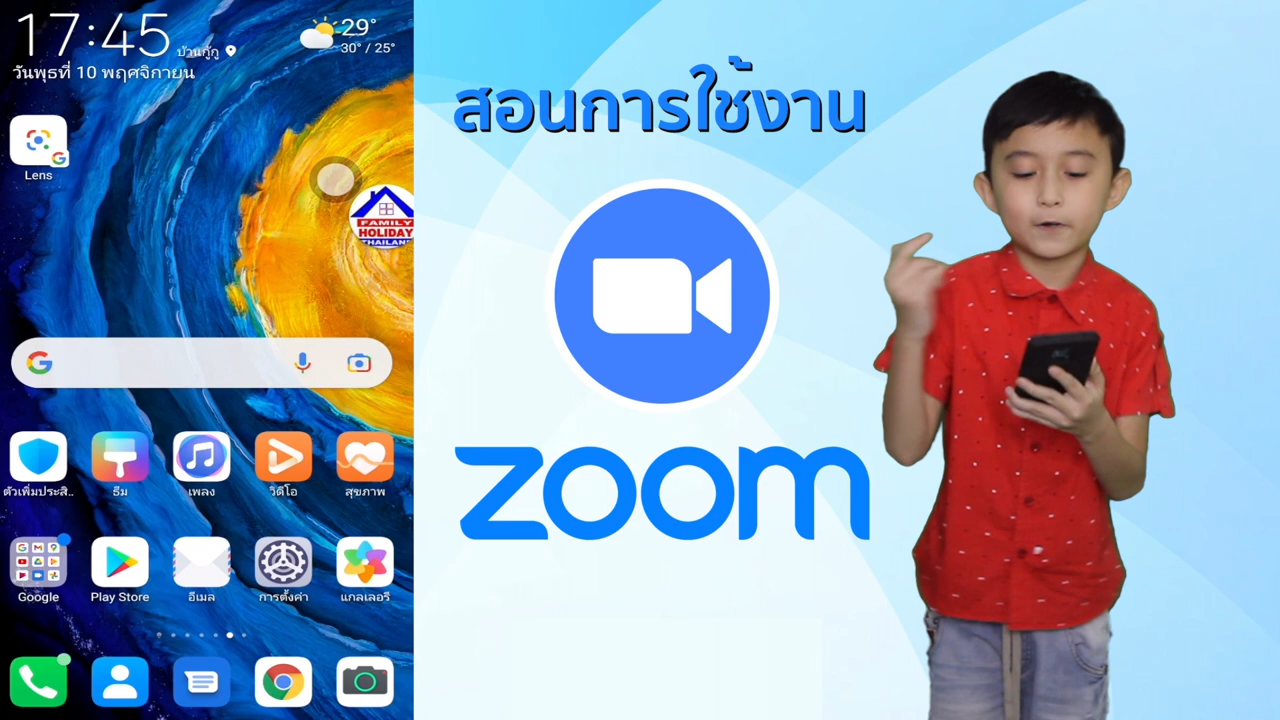 17:45
บ้านกู้กู
29°
30° / 25°
วันพุธที่ 10 พฤศจิกายน
Lens
FAMILY
HOLIDAY
THAILAND
ตัวเพิ่มประสิ..
ธีม
เพลง
วิดีโอ
สุขภาพ
Google
Play Store
อีเมล
การตั้งค่า
แกลเลอรี
สอนการใช้งาน
zoom